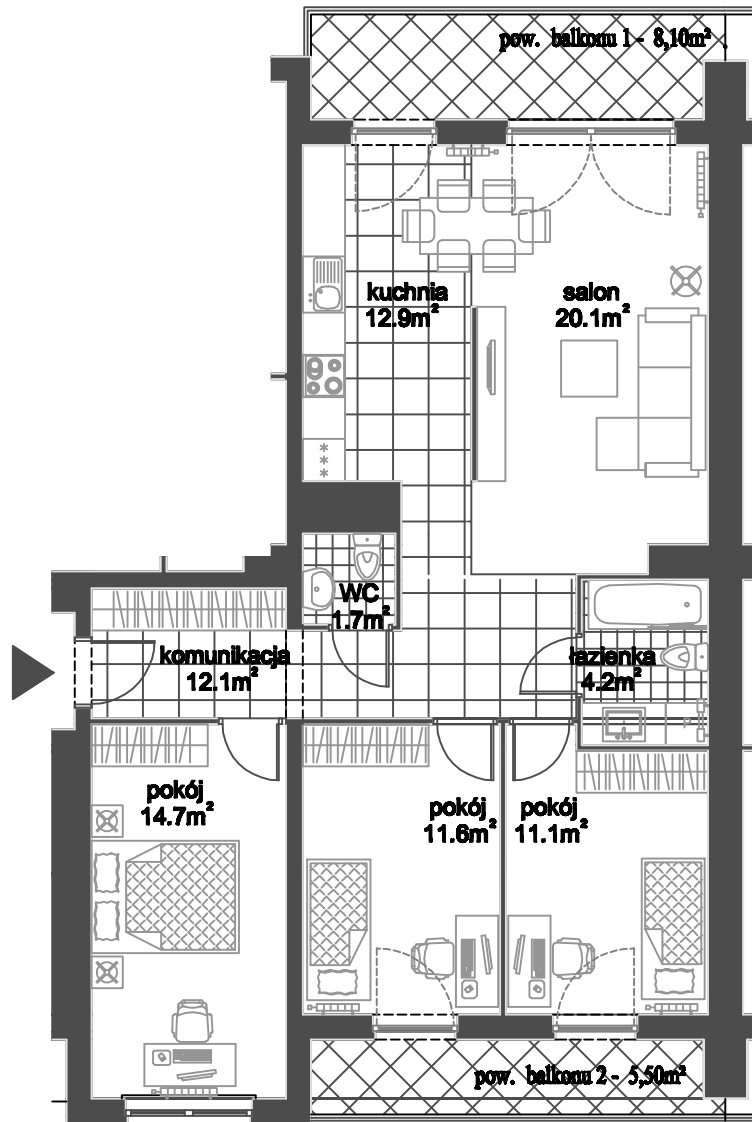 pow. balkonu 1 - 8,10m²
kuchnia
12.9m²
salon
20.1m²
WC
1.7m²
komunikacja
12.1m²
łazienka
4.2m²
pokój
14.7m²
pokój
11.6m²
pokój
11.1m²
pow. balkonu 2 - 5,50m²